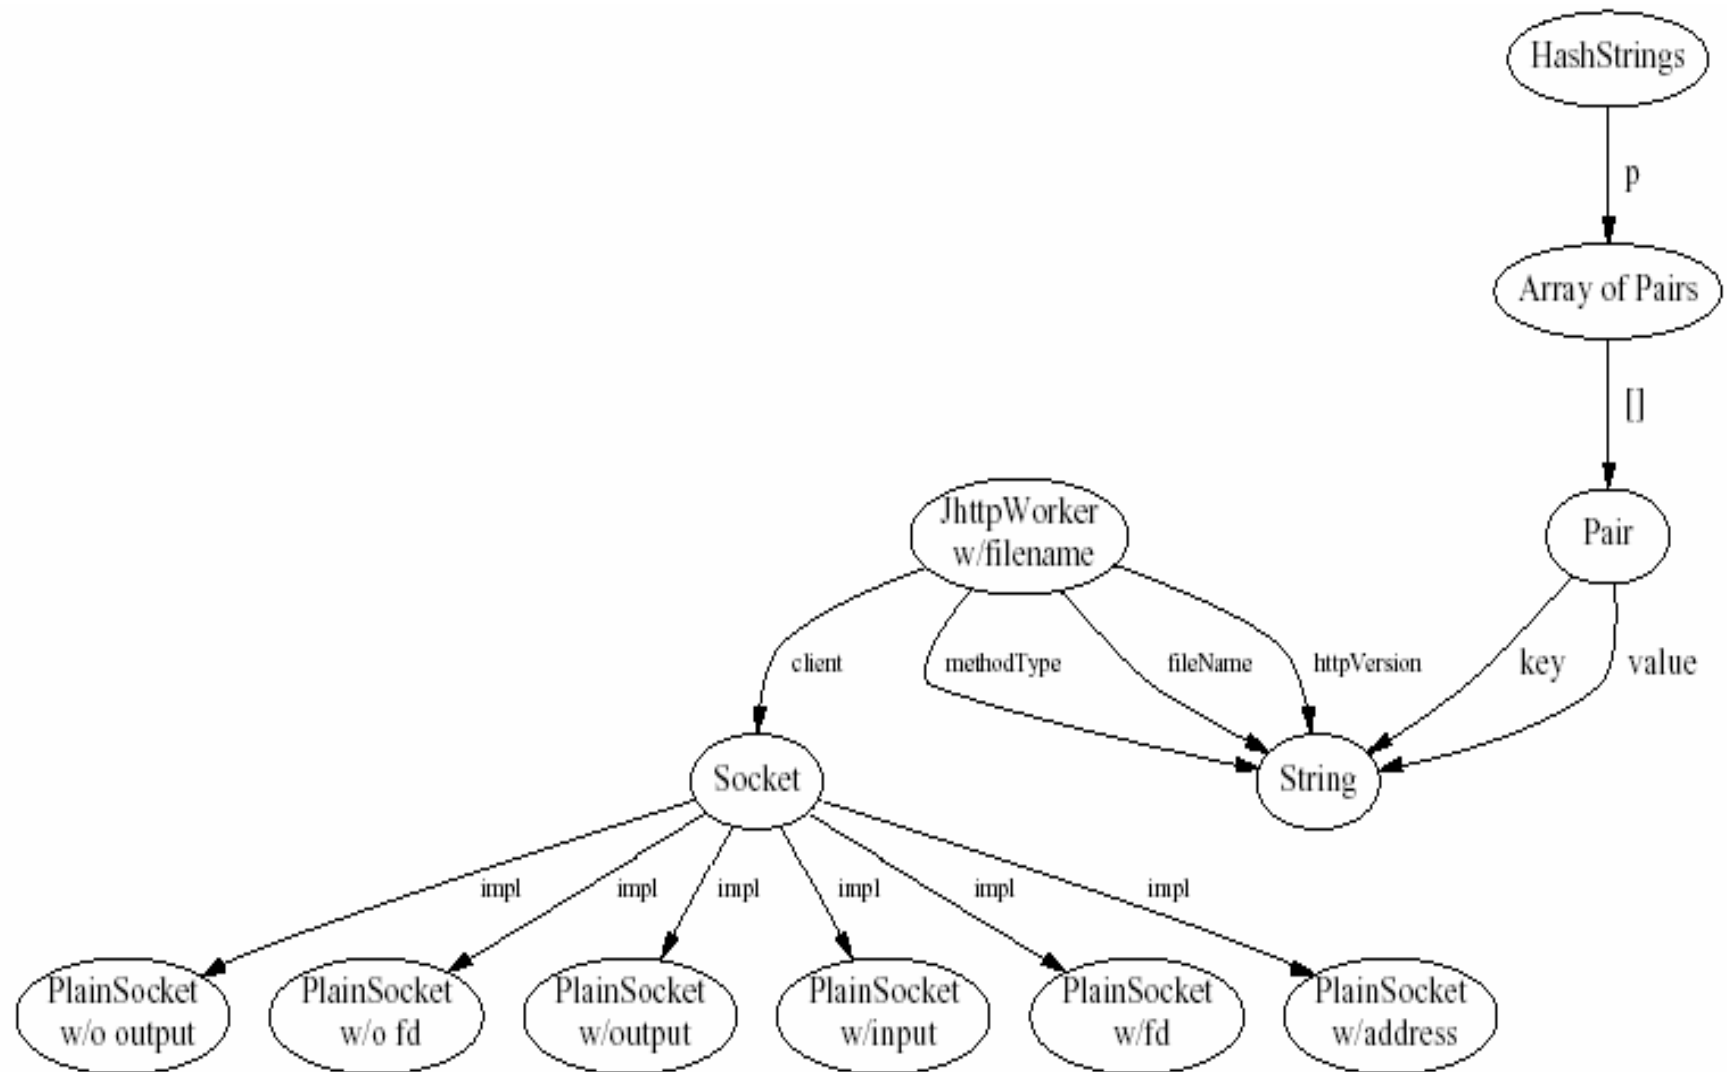 HashStrings
p
Array of Pairs
[]
JhttpWorker
w/filename
Pair
client
methodType
fileName
httpVersion
key
value
Socket
String
impl
impl
impl
impl
impl
impl
PlainSocket
w/o output
PlainSocket
w/o fd
PlainSocket
w/output
PlainSocket
w/input
PlainSocket
w/fd
PlainSocket
w/address